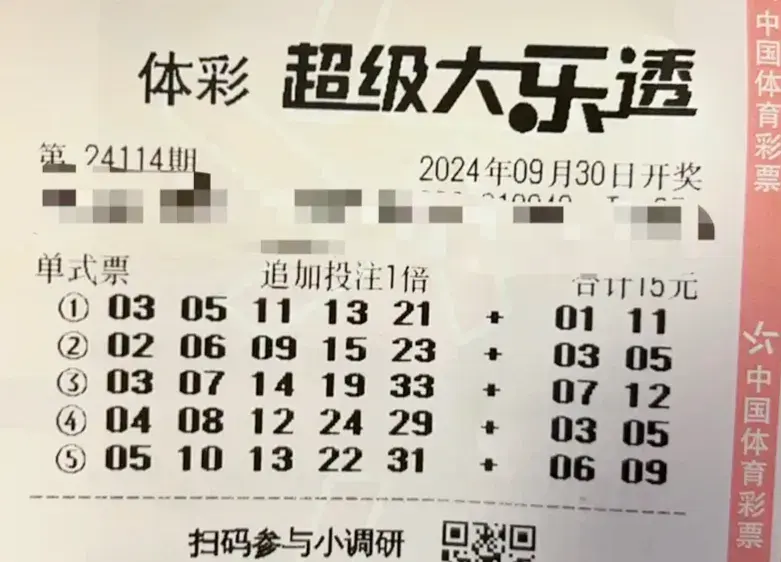 体彩 超级大乐透
第 24114期
2024年09月30日开奖
单式票 追加投注1倍 合计15元
① 03 05 11 13 21 + 01 11
② 02 06 09 15 23 + 03 05
③ 03 07 14 19 33 + 07 12
④ 04 08 12 24 29 + 03 05
⑤ 05 10 13 22 31 + 06 09
扫码参与小调研
中国体育彩票
中国体育彩票